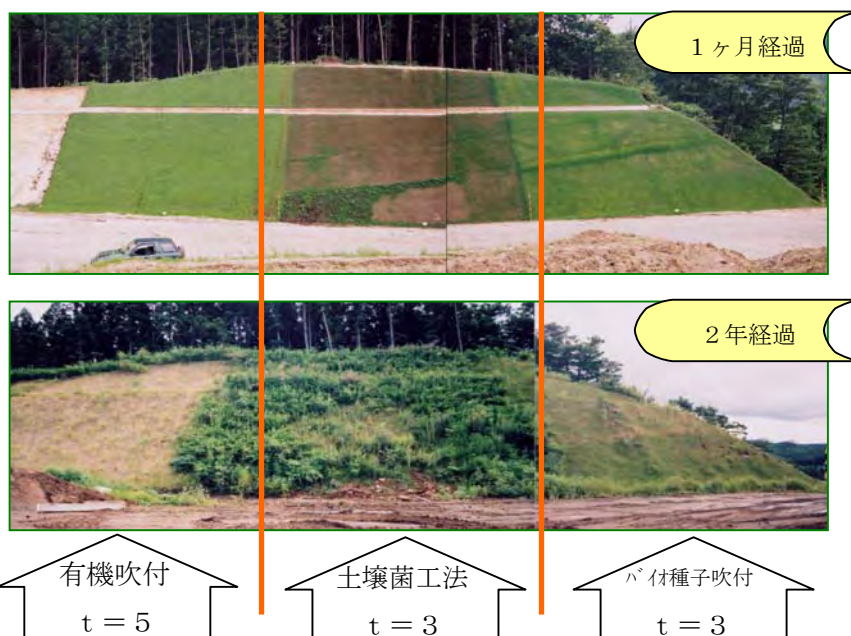 1ヶ月経過
2年経過
有機吹付
t=5
土壌菌工法
t=3
バイオ種子吹付
t=3